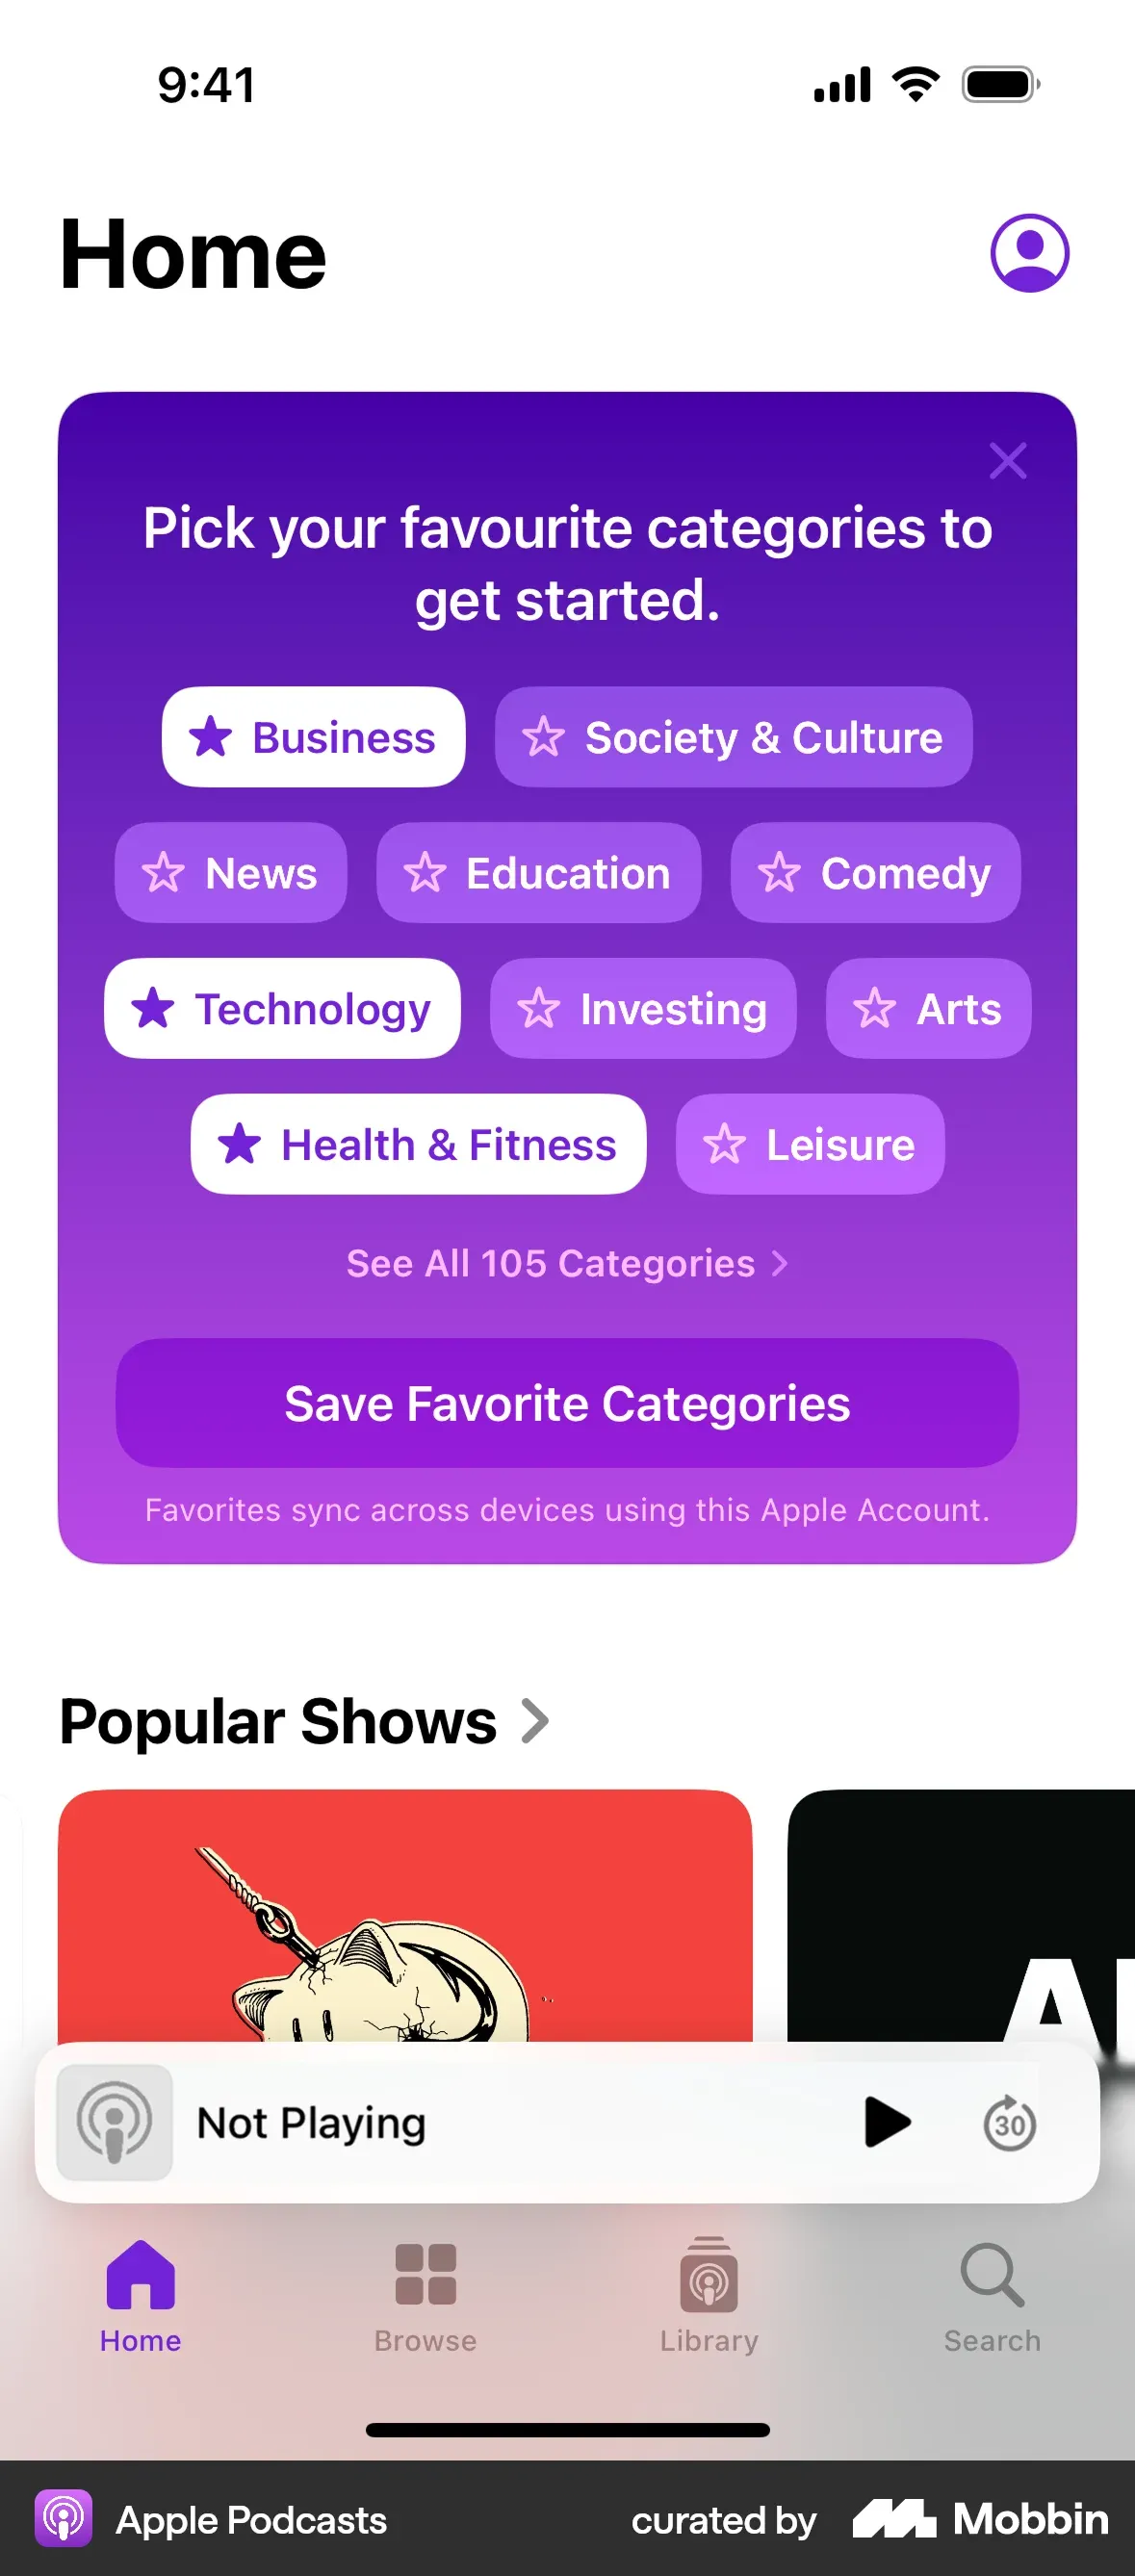 9:41
Home
Pick your favourite categories to
get started.
Business
Society & Culture
News
Education
Comedy
Technology
Investing
Arts
Health & Fitness
Leisure
See All 105 Categories
Save Favorite Categories
Favorites sync across devices using this Apple Account.
Popular Shows
Not Playing
30
Home
Browse
Library
Search
Apple Podcasts
curated by
Mobbin